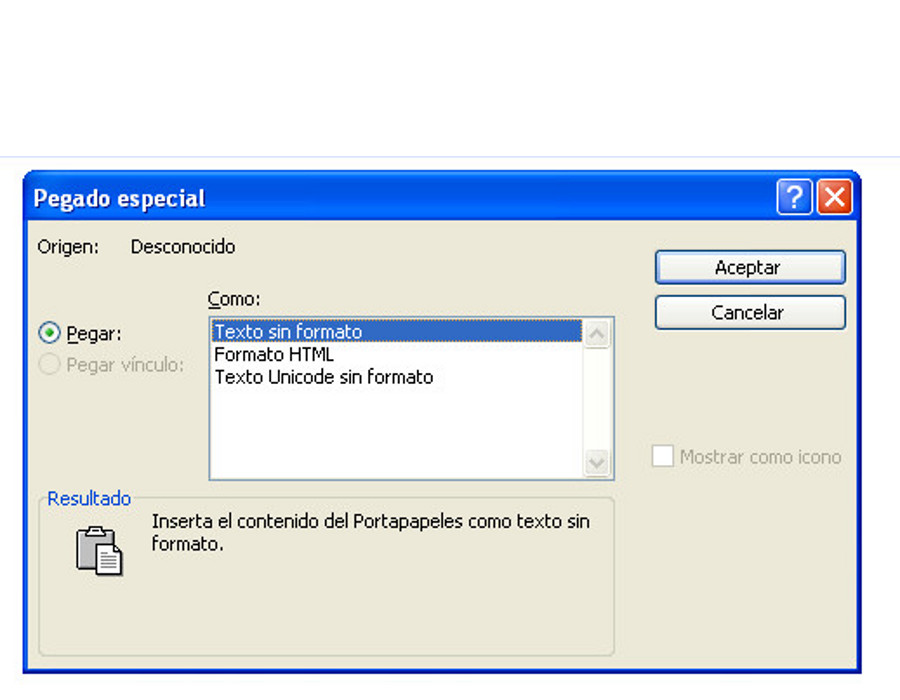 Pegado especial
Origen: Desconocido
Aceptar
Como:
Cancelar
Pegar:
Texto sin formato
Formato HTML
Pegar vínculo:
Texto Unicode sin formato
Mostrar como icono
Resultado
Inserta el contenido del Portapapeles como texto sin
formato.